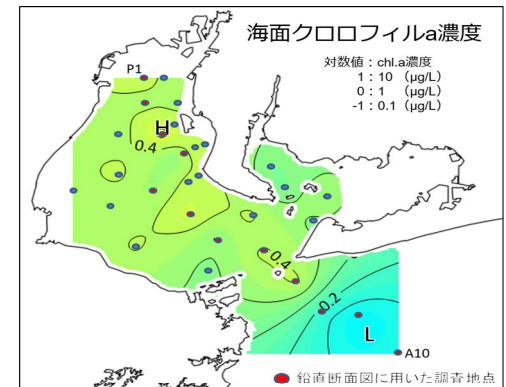 海面クロロフィルa濃度
対数値：chl.a濃度
1：10 （μg/L）
0：1 （μg/L）
-1：0.1 （μg/L）
P1
H
0.4
0.4
0.2
L
A10
鉛直断面図に用いた調査地点